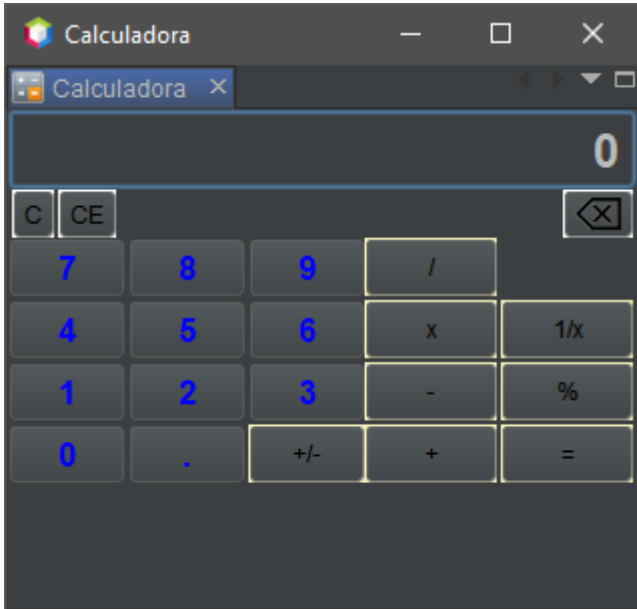 Calculadora
Calculadora
0
C CE
7 8 9 /
4 5 6 x 1/x
1 2 3 - %
0 . +/- + =